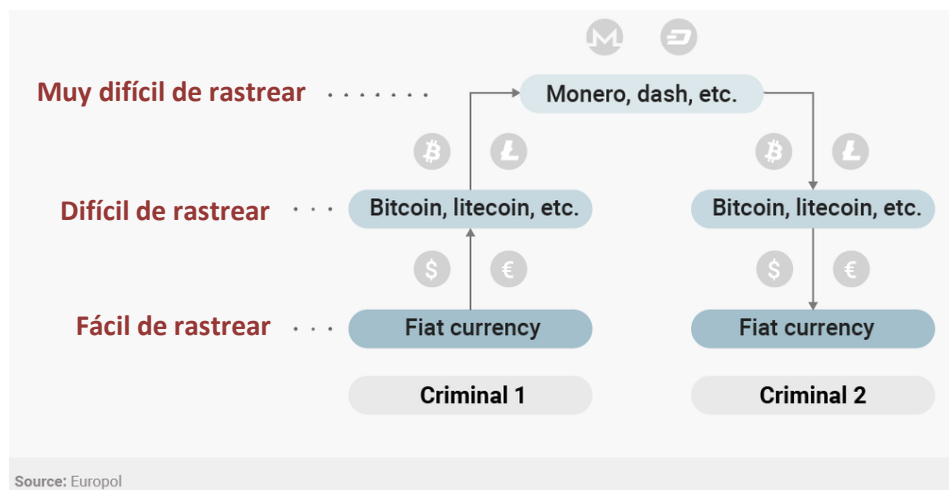 Muy difícil de rastrear
Monero, dash, etc.
Difícil de rastrear
Bitcoin, litecoin, etc.
Bitcoin, litecoin, etc.
$ €
$ €
Fácil de rastrear
Fiat currency
Fiat currency
Criminal 1
Criminal 2
Source: Europol